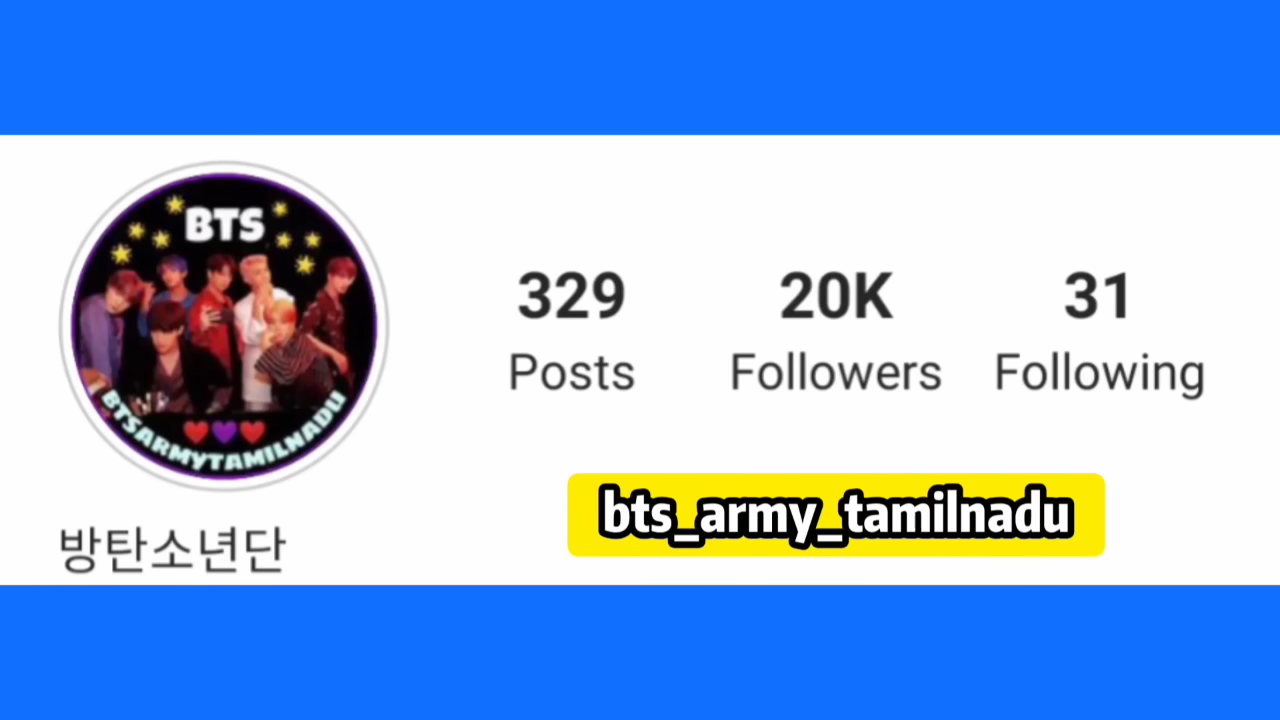 BTS
BTSARMYTAMILNADU
방탄소년단
329
Posts
20K
Followers
31
Following
bts_army_tamilnadu